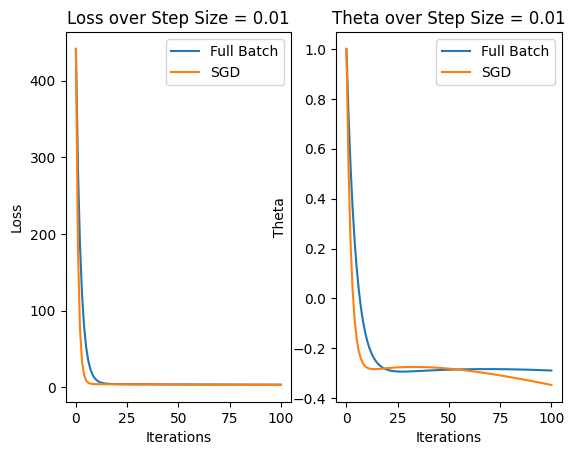 Loss over Step Size = 0.01
Theta over Step Size = 0.01
Full Batch
SGD
400
300
200
100
0
Loss
0
25
50
75
100
Iterations
Full Batch
SGD
1.0
0.8
0.6
0.4
0.2
0.0
−0.2
−0.4
Theta
0
25
50
75
100
Iterations